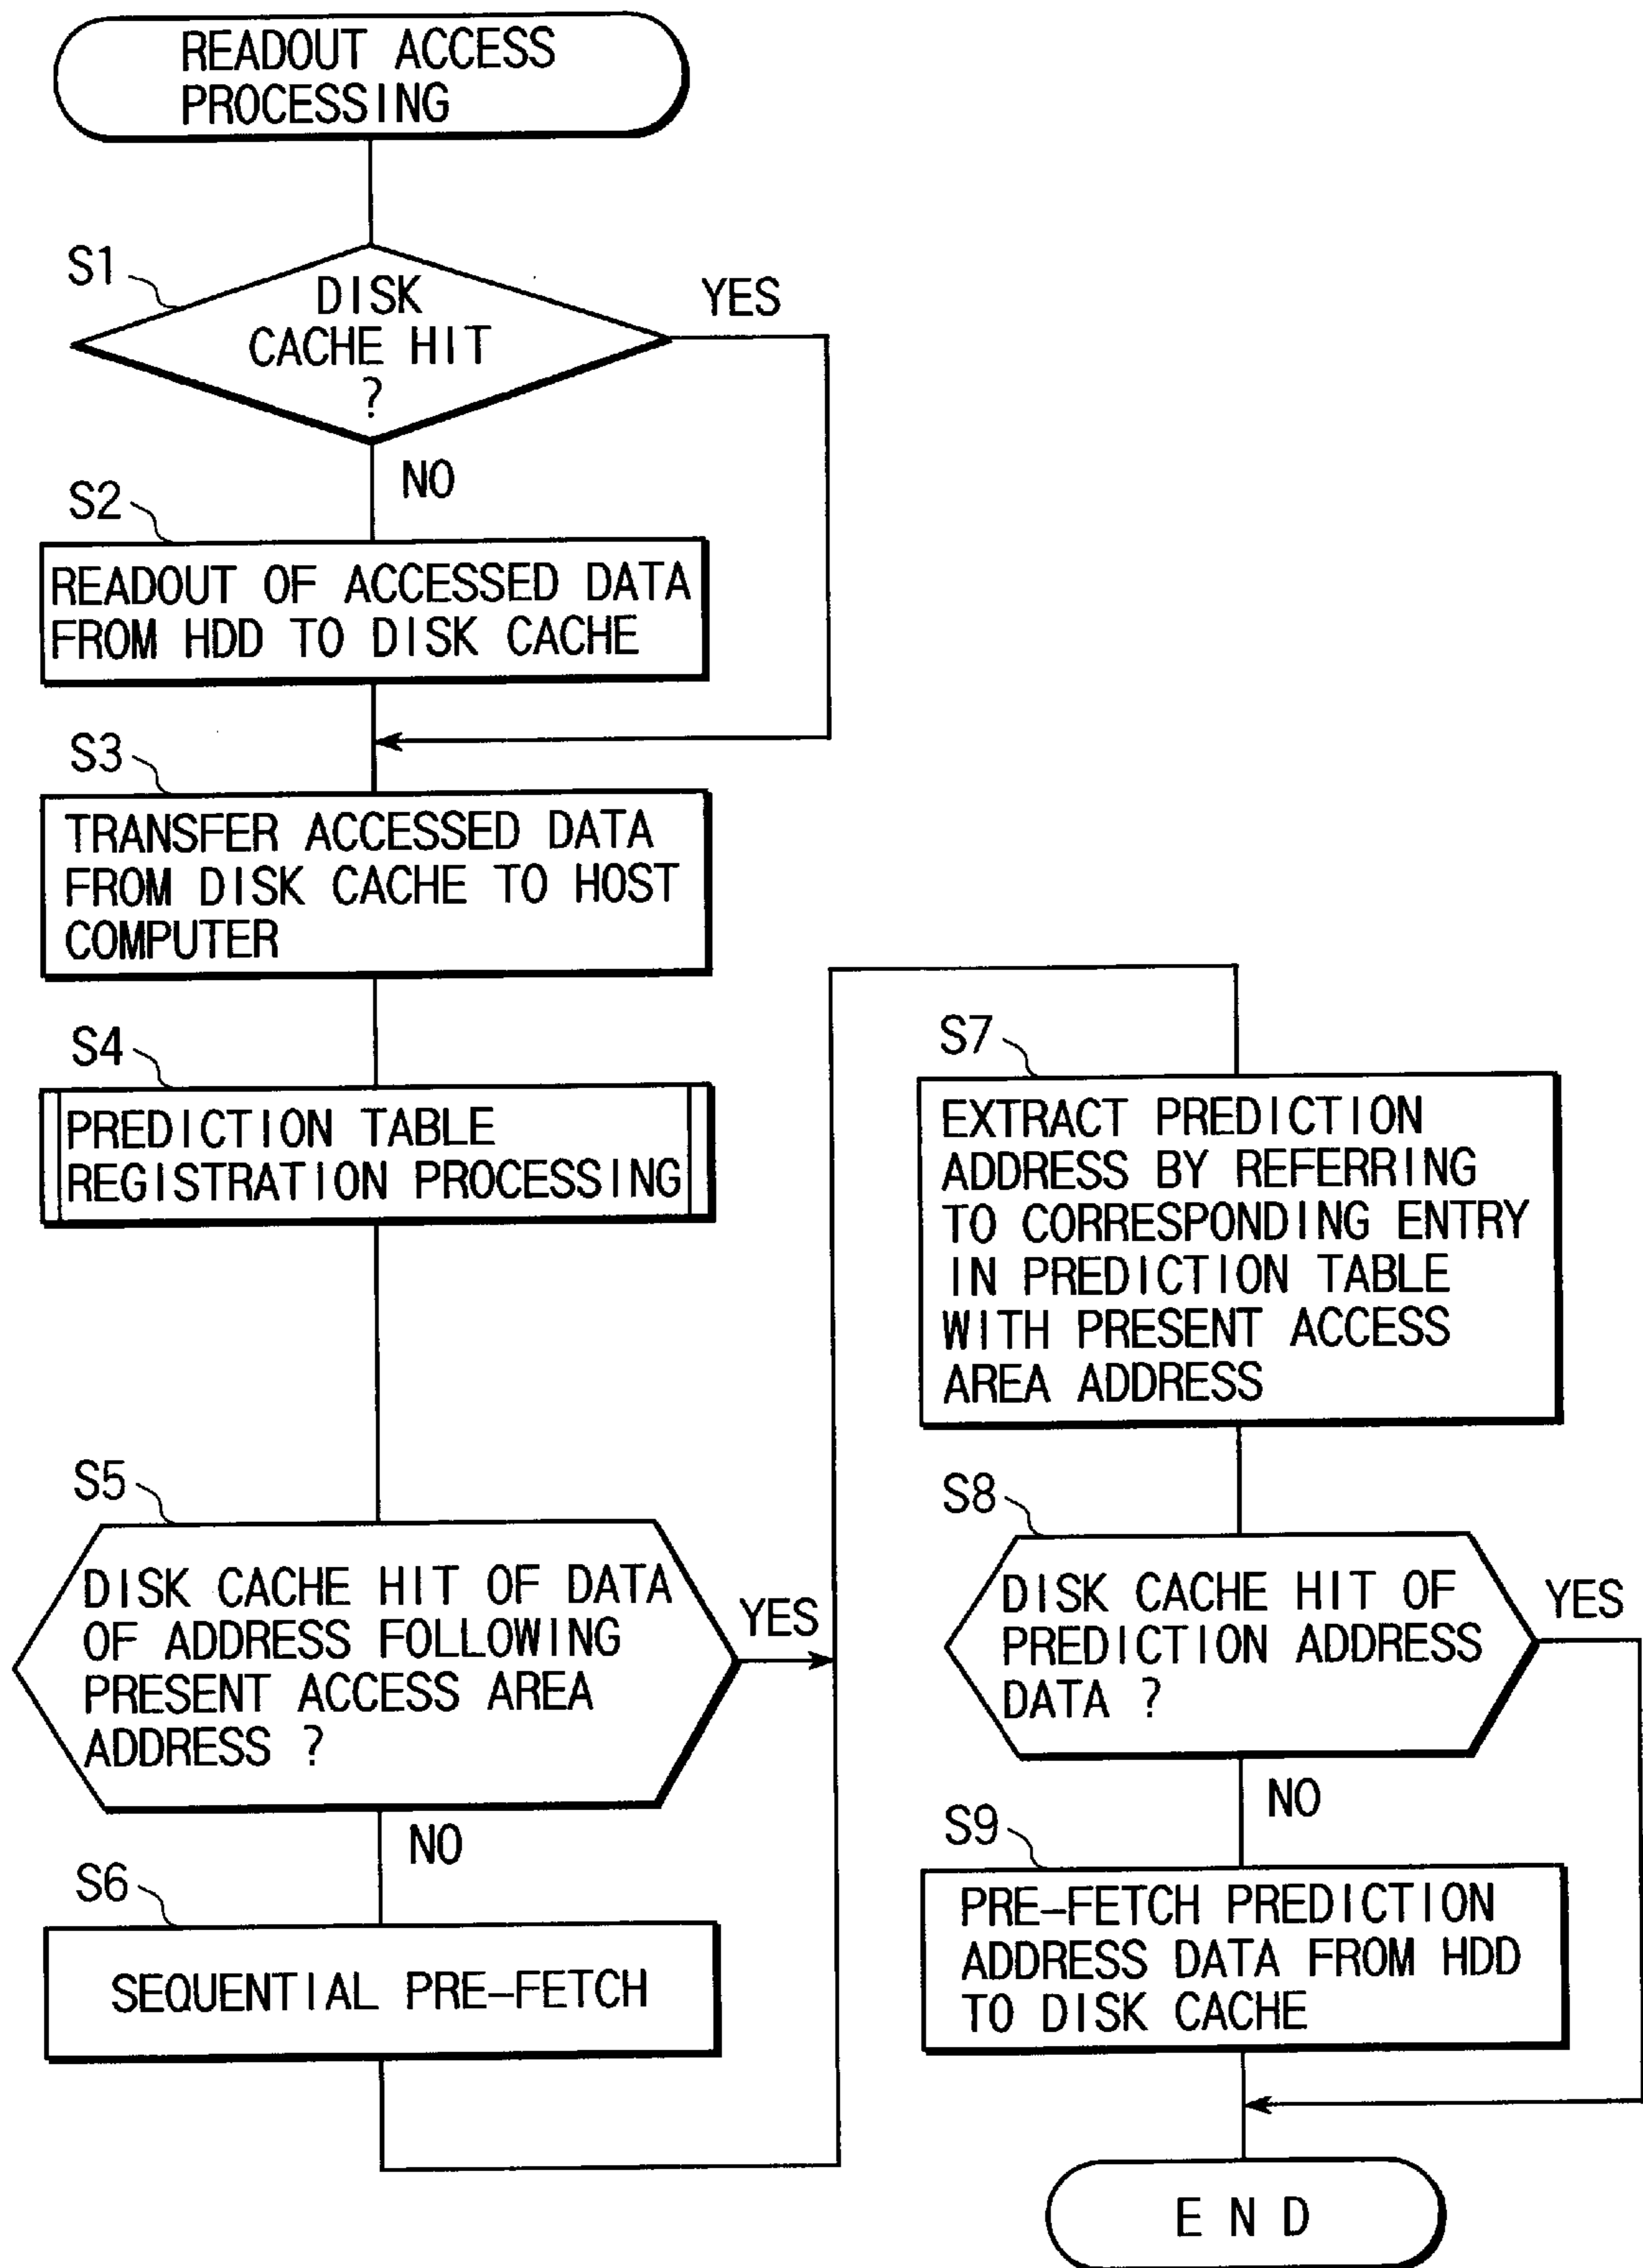 READOUT ACCESS
PROCESSING
S1
DISK
CACHE HIT
?
YES
NO
S2
READOUT OF ACCESSED DATA
FROM HDD TO DISK CACHE
S3
TRANSFER ACCESSED DATA
FROM DISK CACHE TO HOST
COMPUTER
S4
PREDICTION TABLE
REGISTRATION PROCESSING
S5
DISK CACHE HIT OF DATA
OF ADDRESS FOLLOWING
PRESENT ACCESS AREA
ADDRESS ?
YES
NO
S6
SEQUENTIAL PRE-FETCH
S7
EXTRACT PREDICTION
ADDRESS BY REFERRING
TO CORRESPONDING ENTRY
IN PREDICTION TABLE
WITH PRESENT ACCESS
AREA ADDRESS
S8
DISK CACHE HIT OF
PREDICTION ADDRESS
DATA ?
YES
NO
S9
PRE-FETCH PREDICTION
ADDRESS DATA FROM HDD
TO DISK CACHE
END